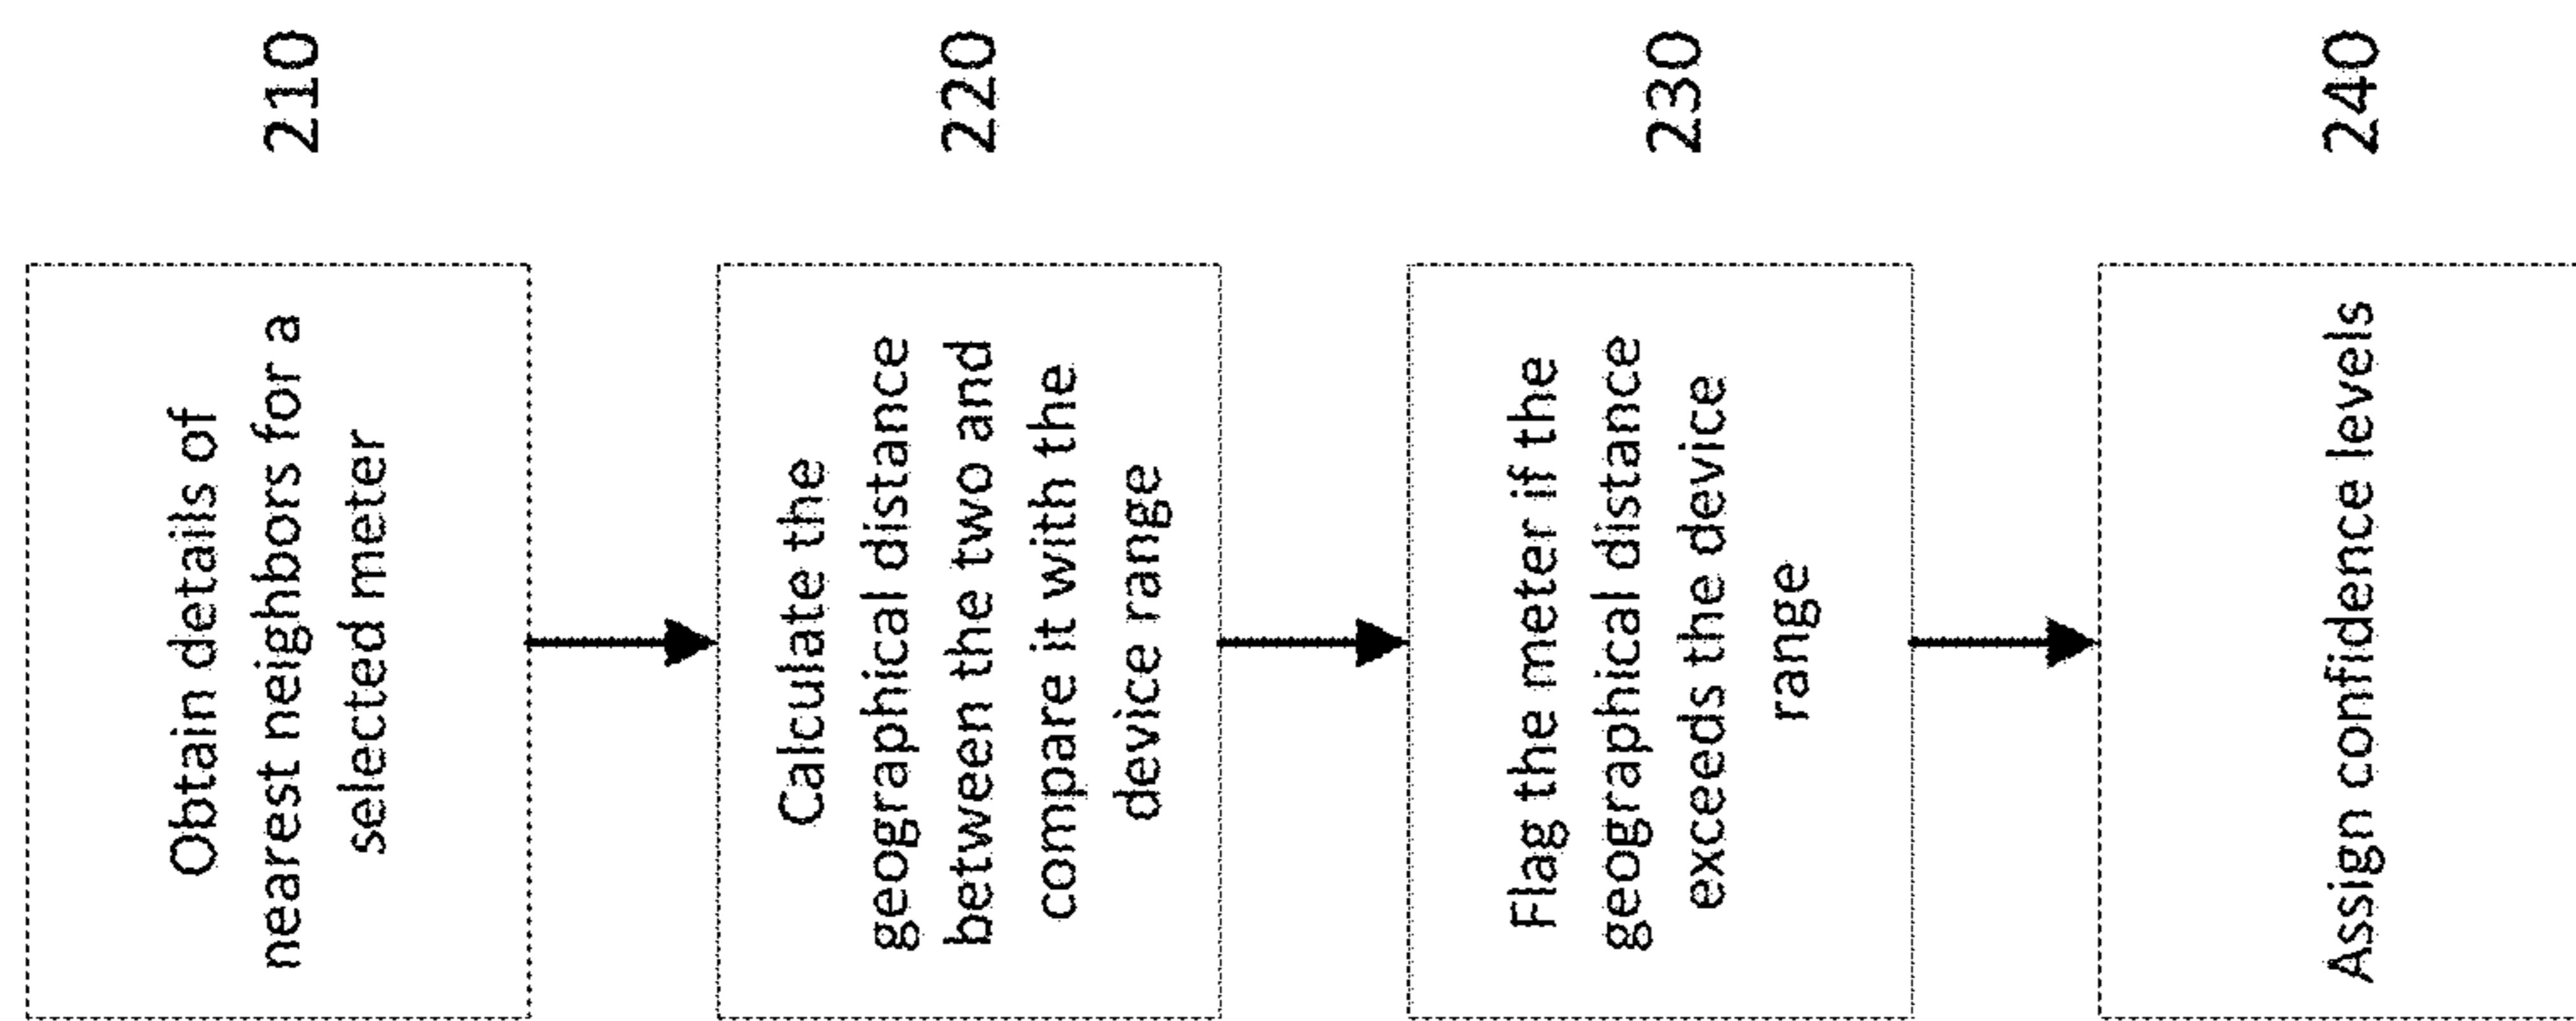 Obtain details of
nearest neighbors for a
selected meter
210
Calculate the
geographical distance
between the two and
compare it with the
device range
220
Flag the meter if the
geographical distance
exceeds the device
range
230
Assign confidence levels
240